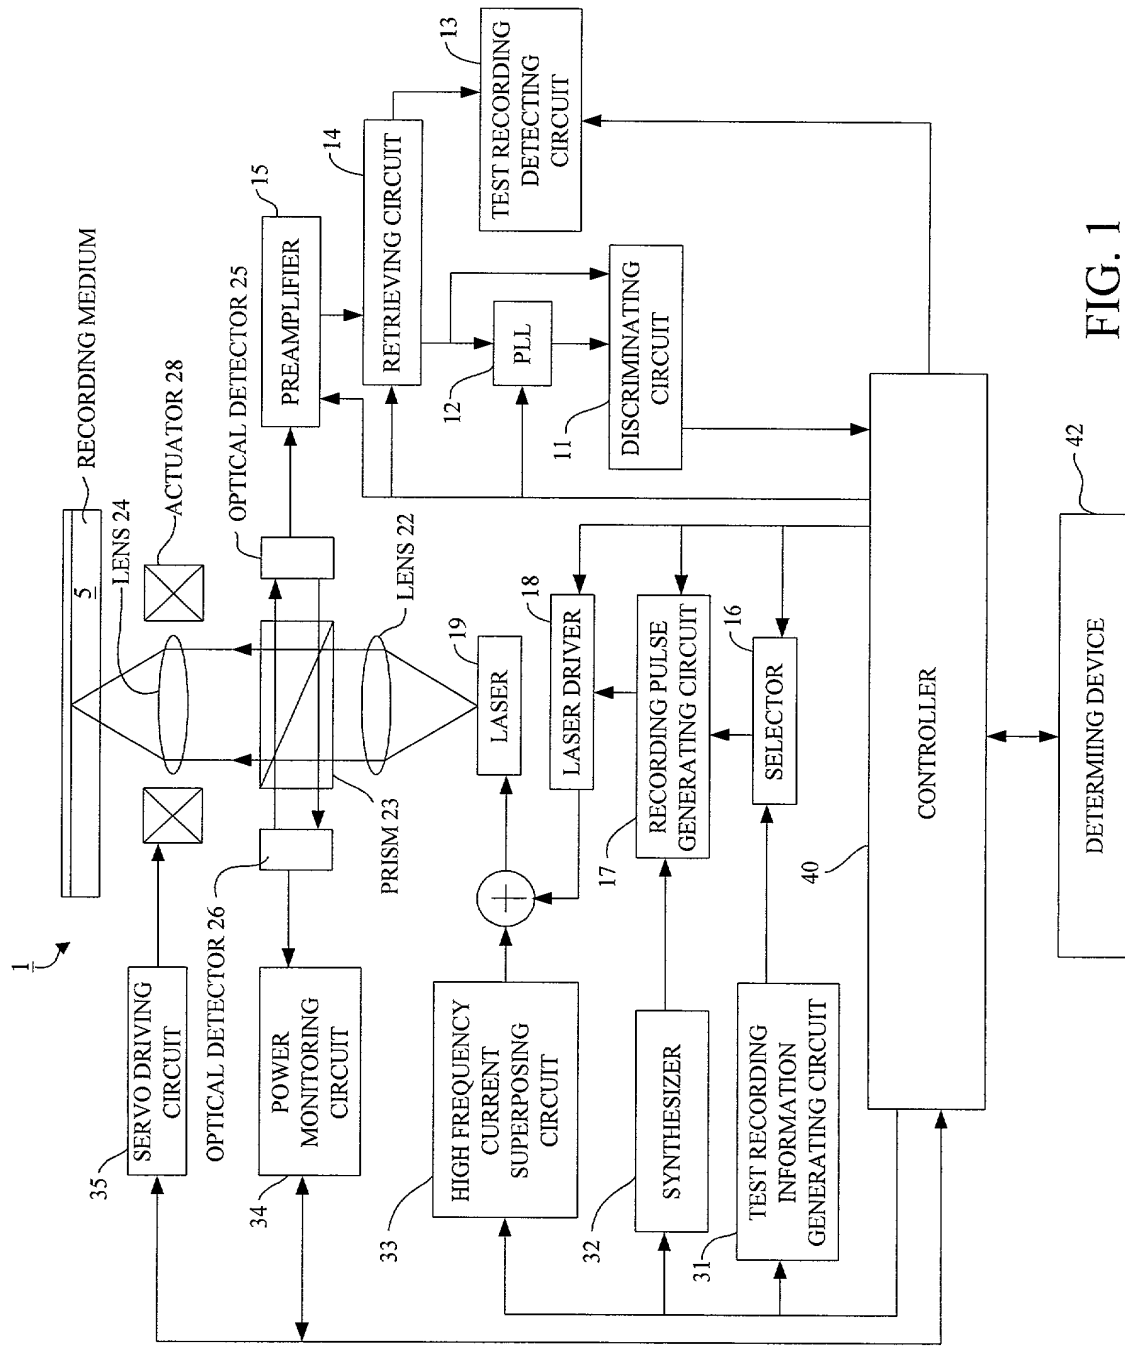 1
RECORDING MEDIUM
5
LENS 24
ACTUATOR 28
SERVO DRIVING
CIRCUIT
35
OPTICAL DETECTOR 26
OPTICAL DETECTOR 25
POWER
MONITORING
CIRCUIT
34
PRISM 23
LENS 22
PREAMPLIFIER
15
RETRIEVING CIRCUIT
14
TEST RECORDING
DETECTING
CIRCUIT
13
PLL
12
DISCRIMINATING
CIRCUIT
11
HIGH FREQUENCY
CURRENT
SUPERPOSING
CIRCUIT
33
LASER
19
LASER DRIVER
18
SYNTHESIZER
32
RECORDING PULSE
GENERATING CIRCUIT
17
TEST RECORDING
INFORMATION
GENERATING CIRCUIT
31
SELECTOR
16
CONTROLLER
40
DETERMINING DEVICE
42
FIG. 1